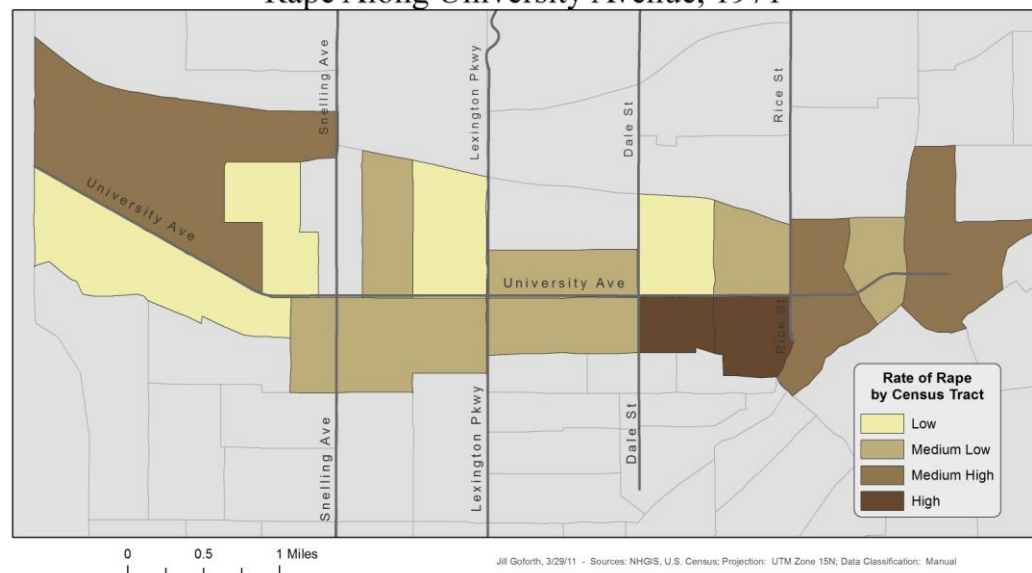 Rape Along University Avenue, 1971
Snelling Ave
Lexington Pkwy
Dale St
Rice St
University Ave
University Ave
Rice St
Snelling Ave
Lexington Pkwy
Dale St
Rate of Rape
by Census Tract
Low
Medium Low
Medium High
High
0 0.5 1 Miles
Jill Goforth, 3/29/11 - Sources: NHGIS, U.S. Census; Projection: UTM Zone 15N; Data Classification: Manual